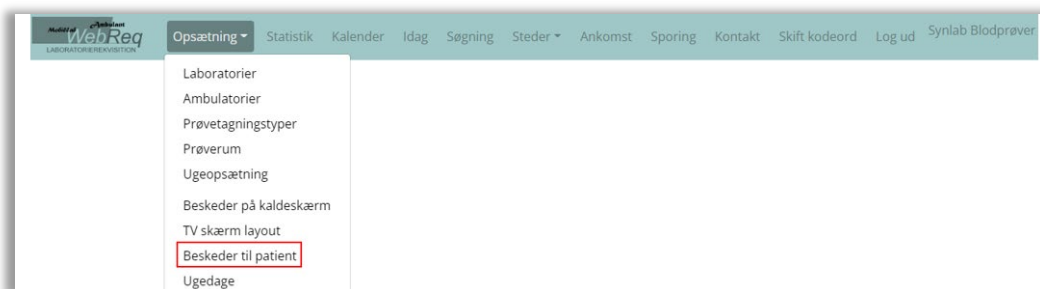 MultiMed Ambulant
WebReq
LABORATORIEREKVISITION
Opsætning Statistik Kalender Idag Søgning Steder Ankomst Sporing Kontakt Skift kodeord Log ud Synlab Blodprøver
Laboratorier
Ambulatorier
Prøvetagningstyper
Prøverum
Ugeopsætning
Beskeder på kaldeskærm
TV skærm layout
Beskeder til patient
Ugedage